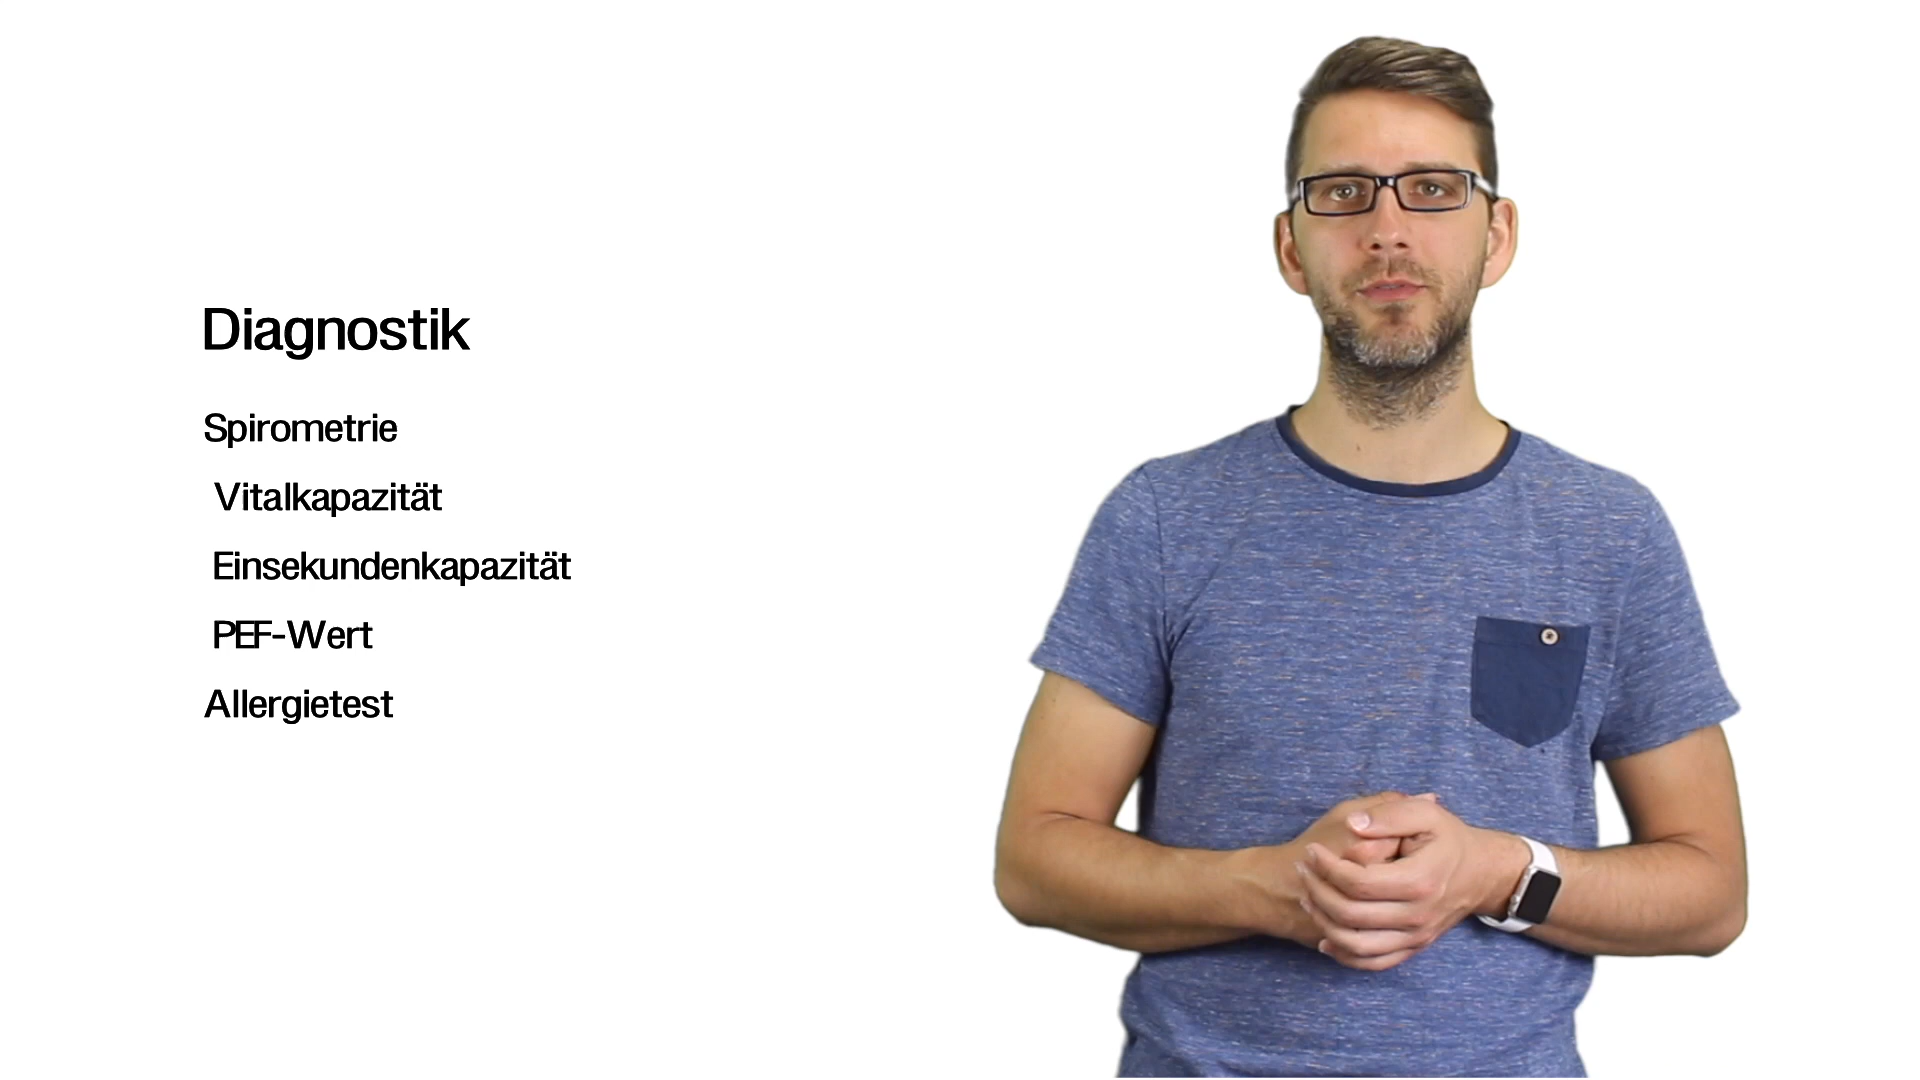 Diagnostik
Spirometrie
Vitalkapazität
Einsekundenkapazität
PEF-Wert
Allergietest